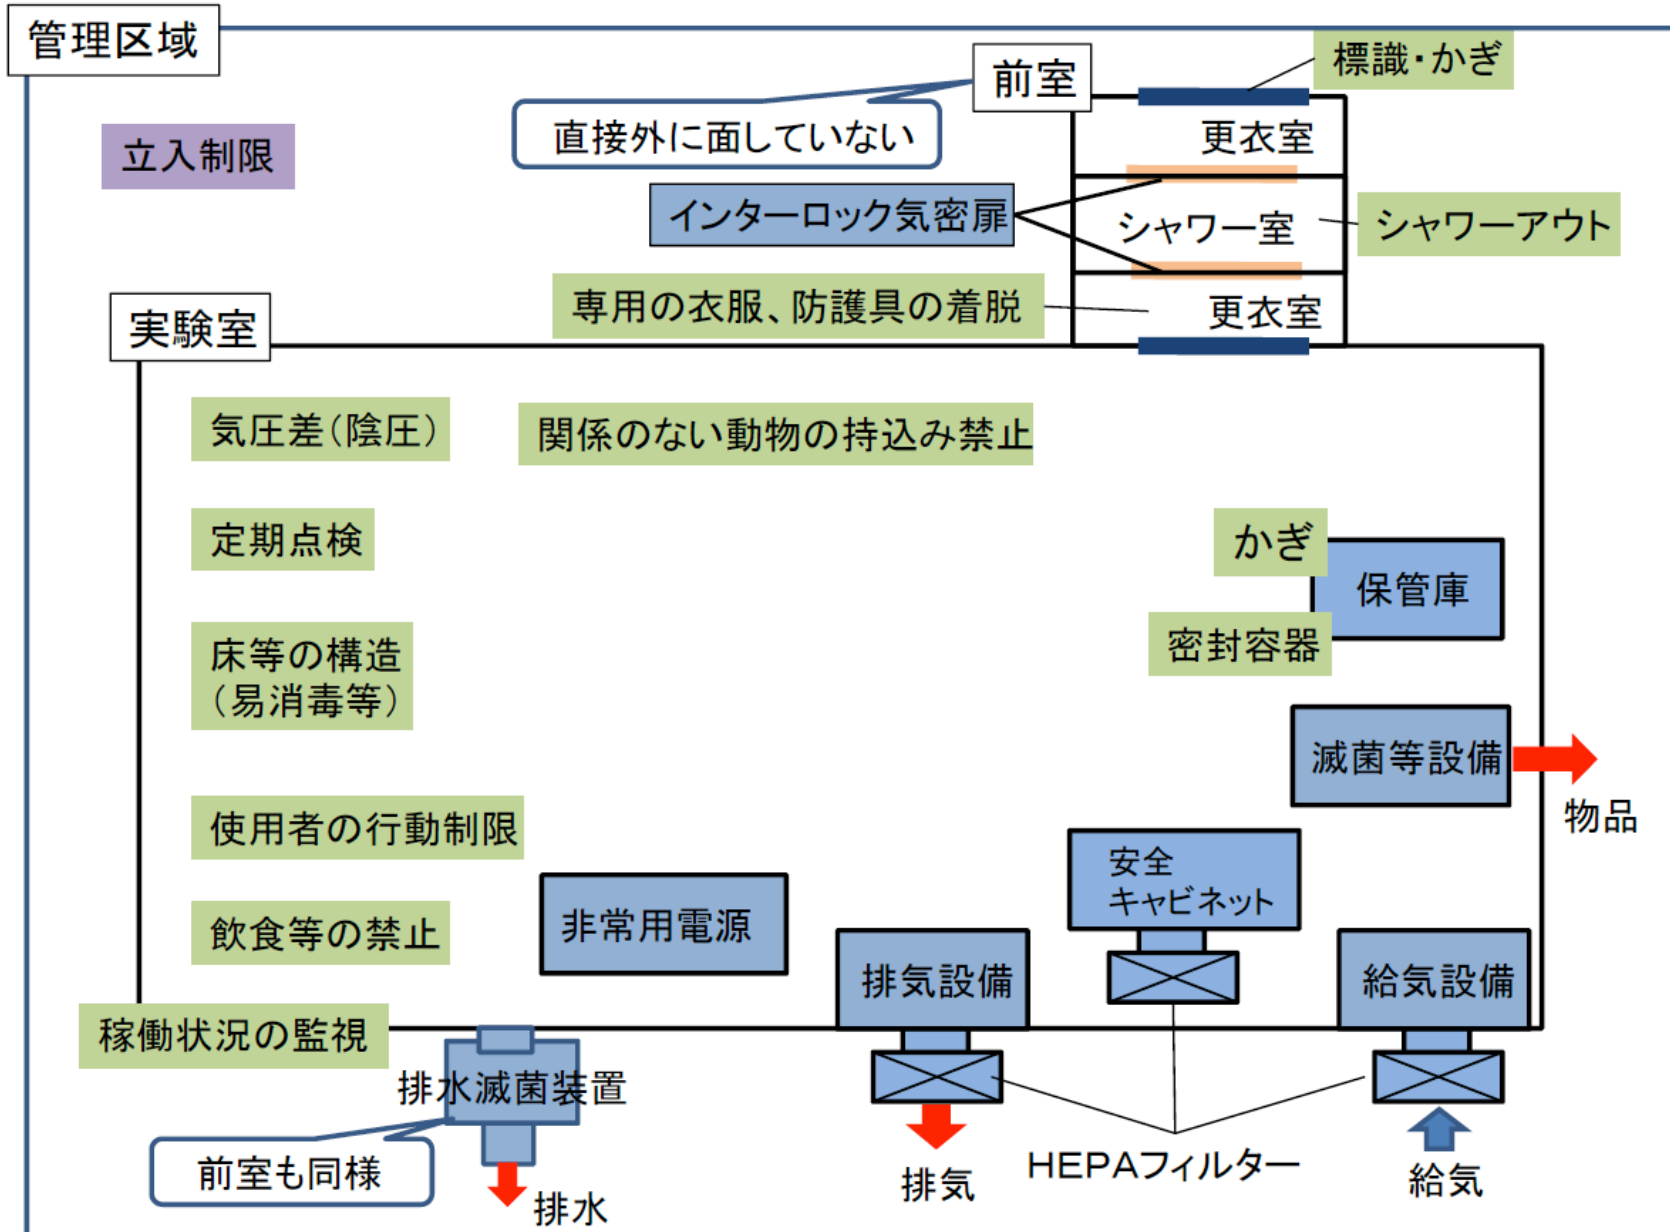 管理区域
標識・かぎ
前室
直接外に面していない
更衣室
立入制限
インターロック気密扉
シャワー室
シャワーアウト
専用の衣服、防護具の着脱
更衣室
実験室
気圧差(陰圧)
関係のない動物の持込み禁止
定期点検
かぎ
保管庫
密封容器
床等の構造
(易消毒等)
滅菌等設備
物品
使用者の行動制限
安全
キャビネット
非常用電源
飲食等の禁止
排気設備
給気設備
稼働状況の監視
排水滅菌装置
前室も同様
HEPAフィルター
排気
給気
排水